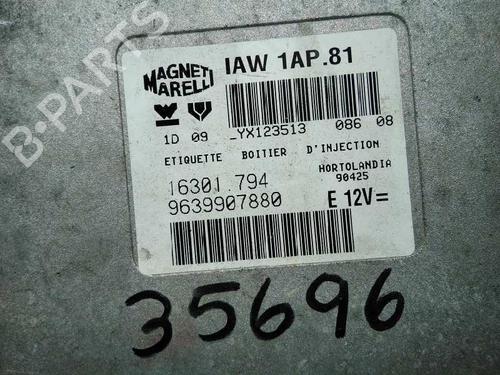 B-PARTS
MAGNETI MARELLI
IAW 1AP.81
1D 09 _YX123513 086 08
ETIQUETTE BOITIER D'INJECTION
HORTOLANDIA
16301.794
90425
9639907880
E 12V=
35696